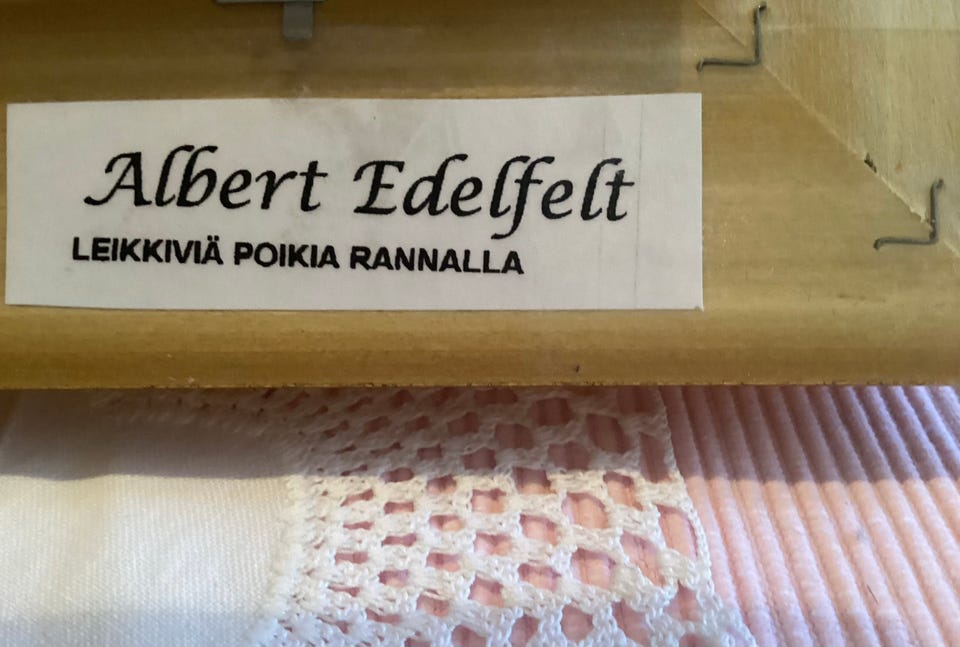 Albert Edelfelt
LEIKKIVIÄ POIKIA RANNALLA